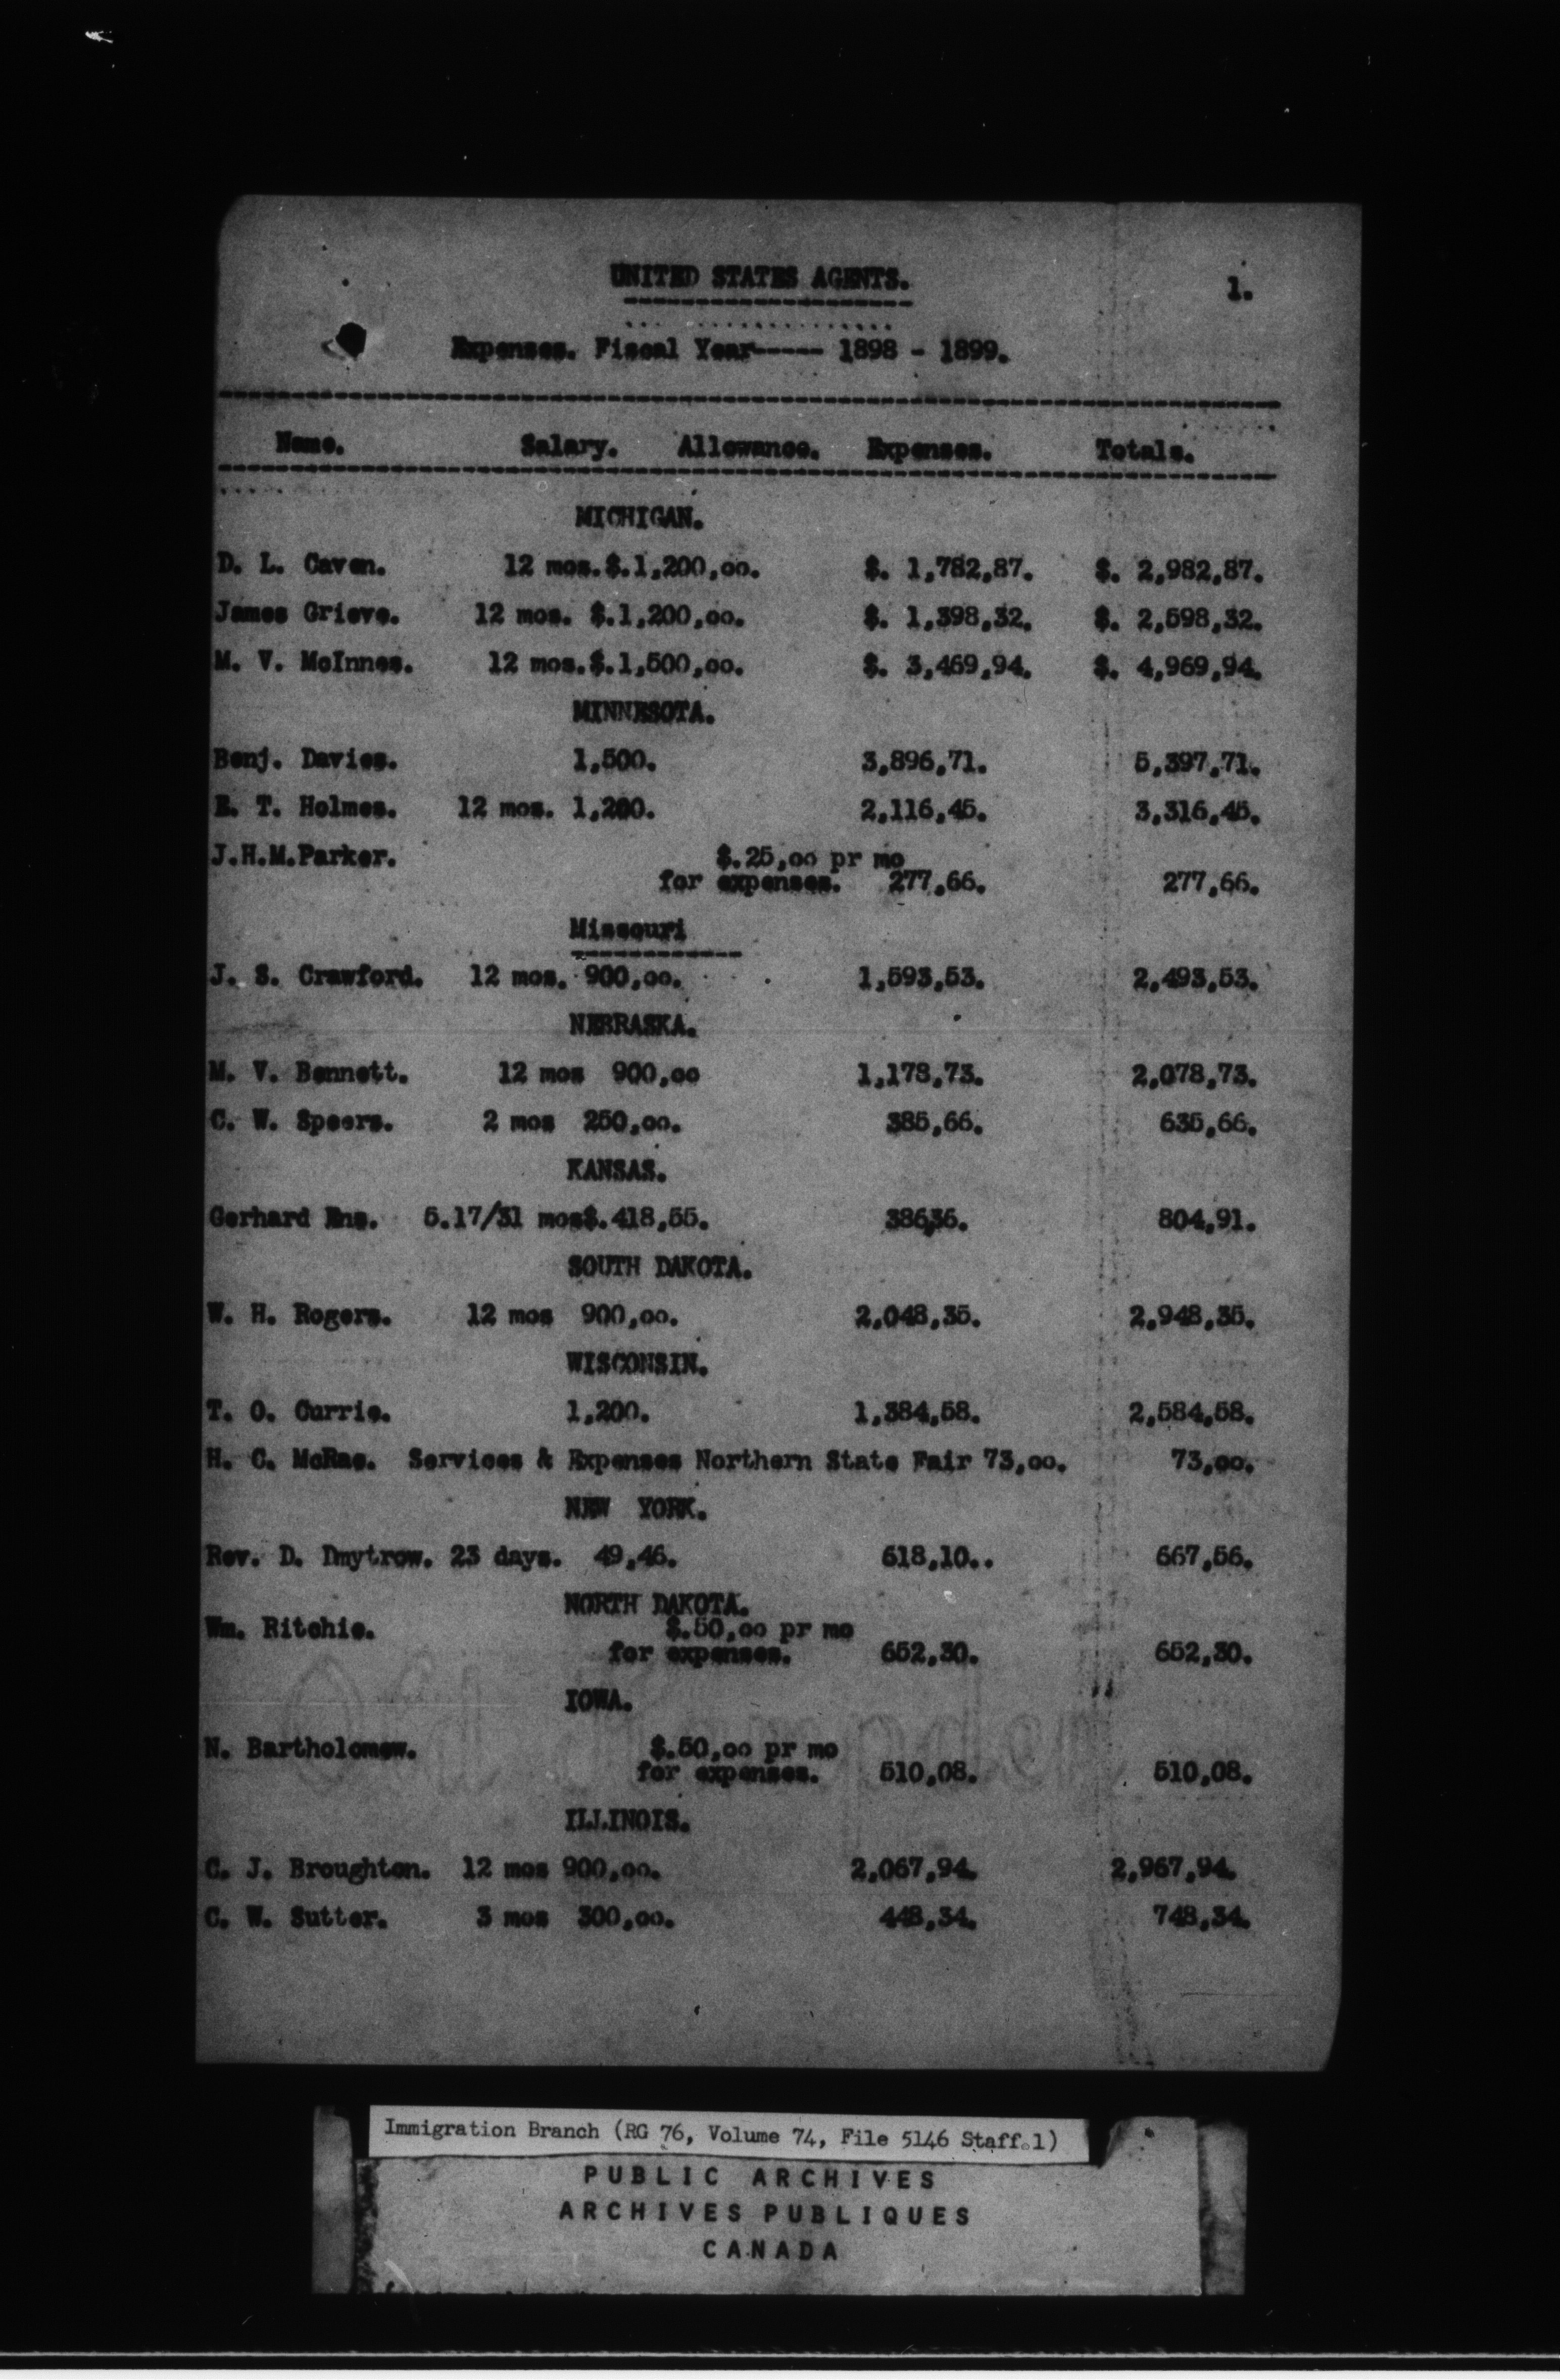 UNITED STATES AGENTS. 1.
Expenses. Fiscal Year----- 1898 - 1899.
Name. Salary. Allowance. Expenses. Totals.
MICHIGAN.
D. L. Caven. 12 mos.$.1,200,oo. $. 1,782,87. $. 2,982,87.
James Grieve. 12 mos. $.1,200,oo. $. 1,398,32. $. 2,598,32.
M. V. McInnes. 12 mos.$.1,500,oo. $. 3,469,94. $. 4,969,94.
MINNESOTA.
Benj. Davies. 1,500. 3,896,71. 5,397,71.
E. T. Holmes. 12 mos. 1,200. 2,116,45. 3,316,45.
J.H.M.Parker. $.25,oo pr mo
for expenses. 277,66. 277,66.
Missouri
J. S. Crawford. 12 mos. 900,oo. 1,593,53. 2,493,53.
NEBRASKA.
M. V. Bennett. 12 mos 900,oo 1,178,73. 2,078,73.
C. W. Speers. 2 mos 250,oo. 385,66. 635,66.
KANSAS.
Gerhard Ens. 5.17/31 mos$.418,55. 386,36. 804,91.
SOUTH DAKOTA.
W. H. Rogers. 12 mos 900,oo. 2,048,35. 2,948,35.
WISCONSIN.
T. O. Currie. 1,200. 1,384,58. 2,584,58.
H. C. McRae. Services & Expenses Northern State Fair 73,oo. 73,oo.
NEW YORK.
Rev. D. Dmytrow. 23 days. 49,46. 618,10.. 667,56.
NORTH DAKOTA.
Wm. Ritchie. $.50,oo pr mo
for expenses. 652,30. 652,30.
IOWA.
N. Bartholomew. $.50,oo pr mo
for expenses. 510,08. 510,08.
ILLINOIS.
C. J. Broughton. 12 mos 900,oo. 2,067,94. 2,967,94.
C. W. Sutter. 3 mos 300,oo. 448,34. 748,34.
Immigration Branch (RG 76, Volume 74, File 5146 Staff.1)
PUBLIC ARCHIVES
ARCHIVES PUBLIQUES
CANADA